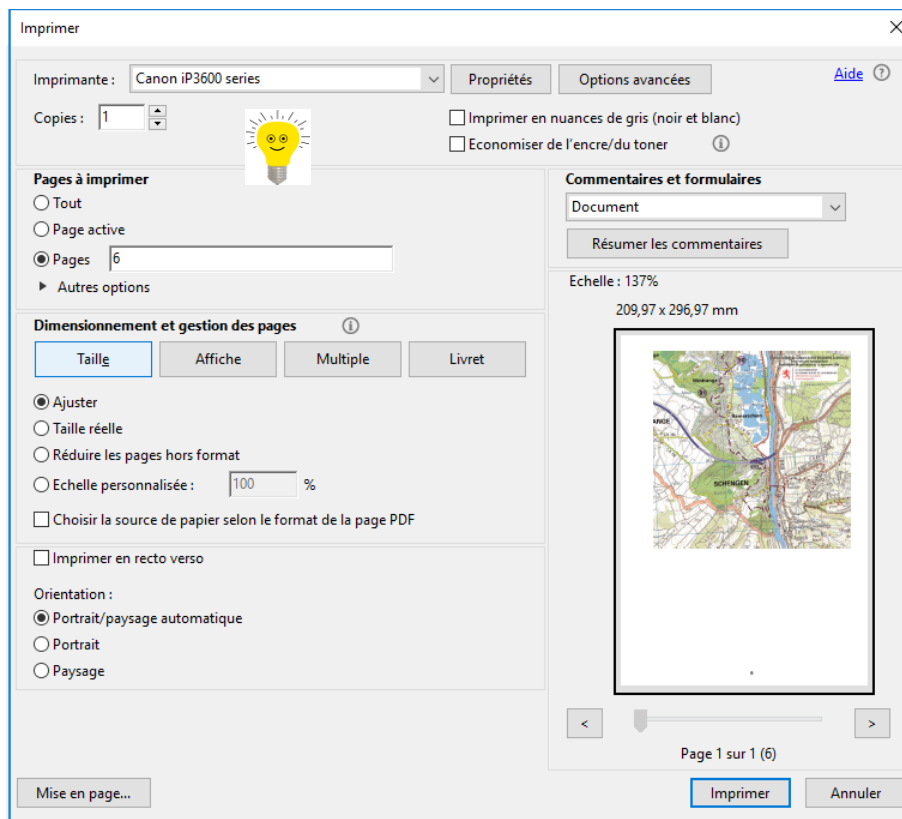 Imprimer
Imprimante : Canon iP3600 series Propriétés Options avancées Aide
Copies : 1
Imprimer en nuances de gris (noir et blanc)
Economiser de l'encre/du toner
Pages à imprimer
Tout
Page active
Pages 6
Autres options
Dimensionnement et gestion des pages
Taille Affiche Multiple Livret
Ajuster
Taille réelle
Réduire les pages hors format
Echelle personnalisée : 100 %
Choisir la source de papier selon le format de la page PDF
Imprimer en recto verso
Orientation :
Portrait/paysage automatique
Portrait
Paysage
Commentaires et formulaires
Document
Résumer les commentaires
Echelle : 137%
209,97 x 296,97 mm
ANGE
SCHENGEN
< >
Page 1 sur 1 (6)
Mise en page... Imprimer Annuler